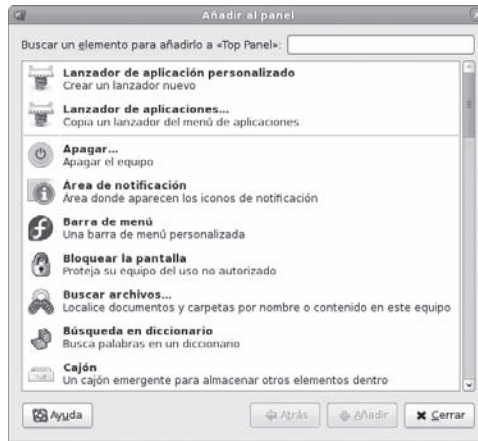 Añadir al panel
Buscar un elemento para añadirlo a «Top Panel»:
Lanzador de aplicación personalizado
Crear un lanzador nuevo
Lanzador de aplicaciones...
Copia un lanzador del menú de aplicaciones
Apagar...
Apagar el equipo
Área de notificación
Área donde aparecen los iconos de notificación
Barra de menú
Una barra de menú personalizada
Bloquear la pantalla
Proteja su equipo del uso no autorizado
Buscar archivos...
Localice documentos y carpetas por nombre o contenido en este equipo
Búsqueda en diccionario
Busca palabras en un diccionario
Cajón
Un cajón emergente para almacenar otros elementos dentro
Ayuda Atrás Añadir Cerrar